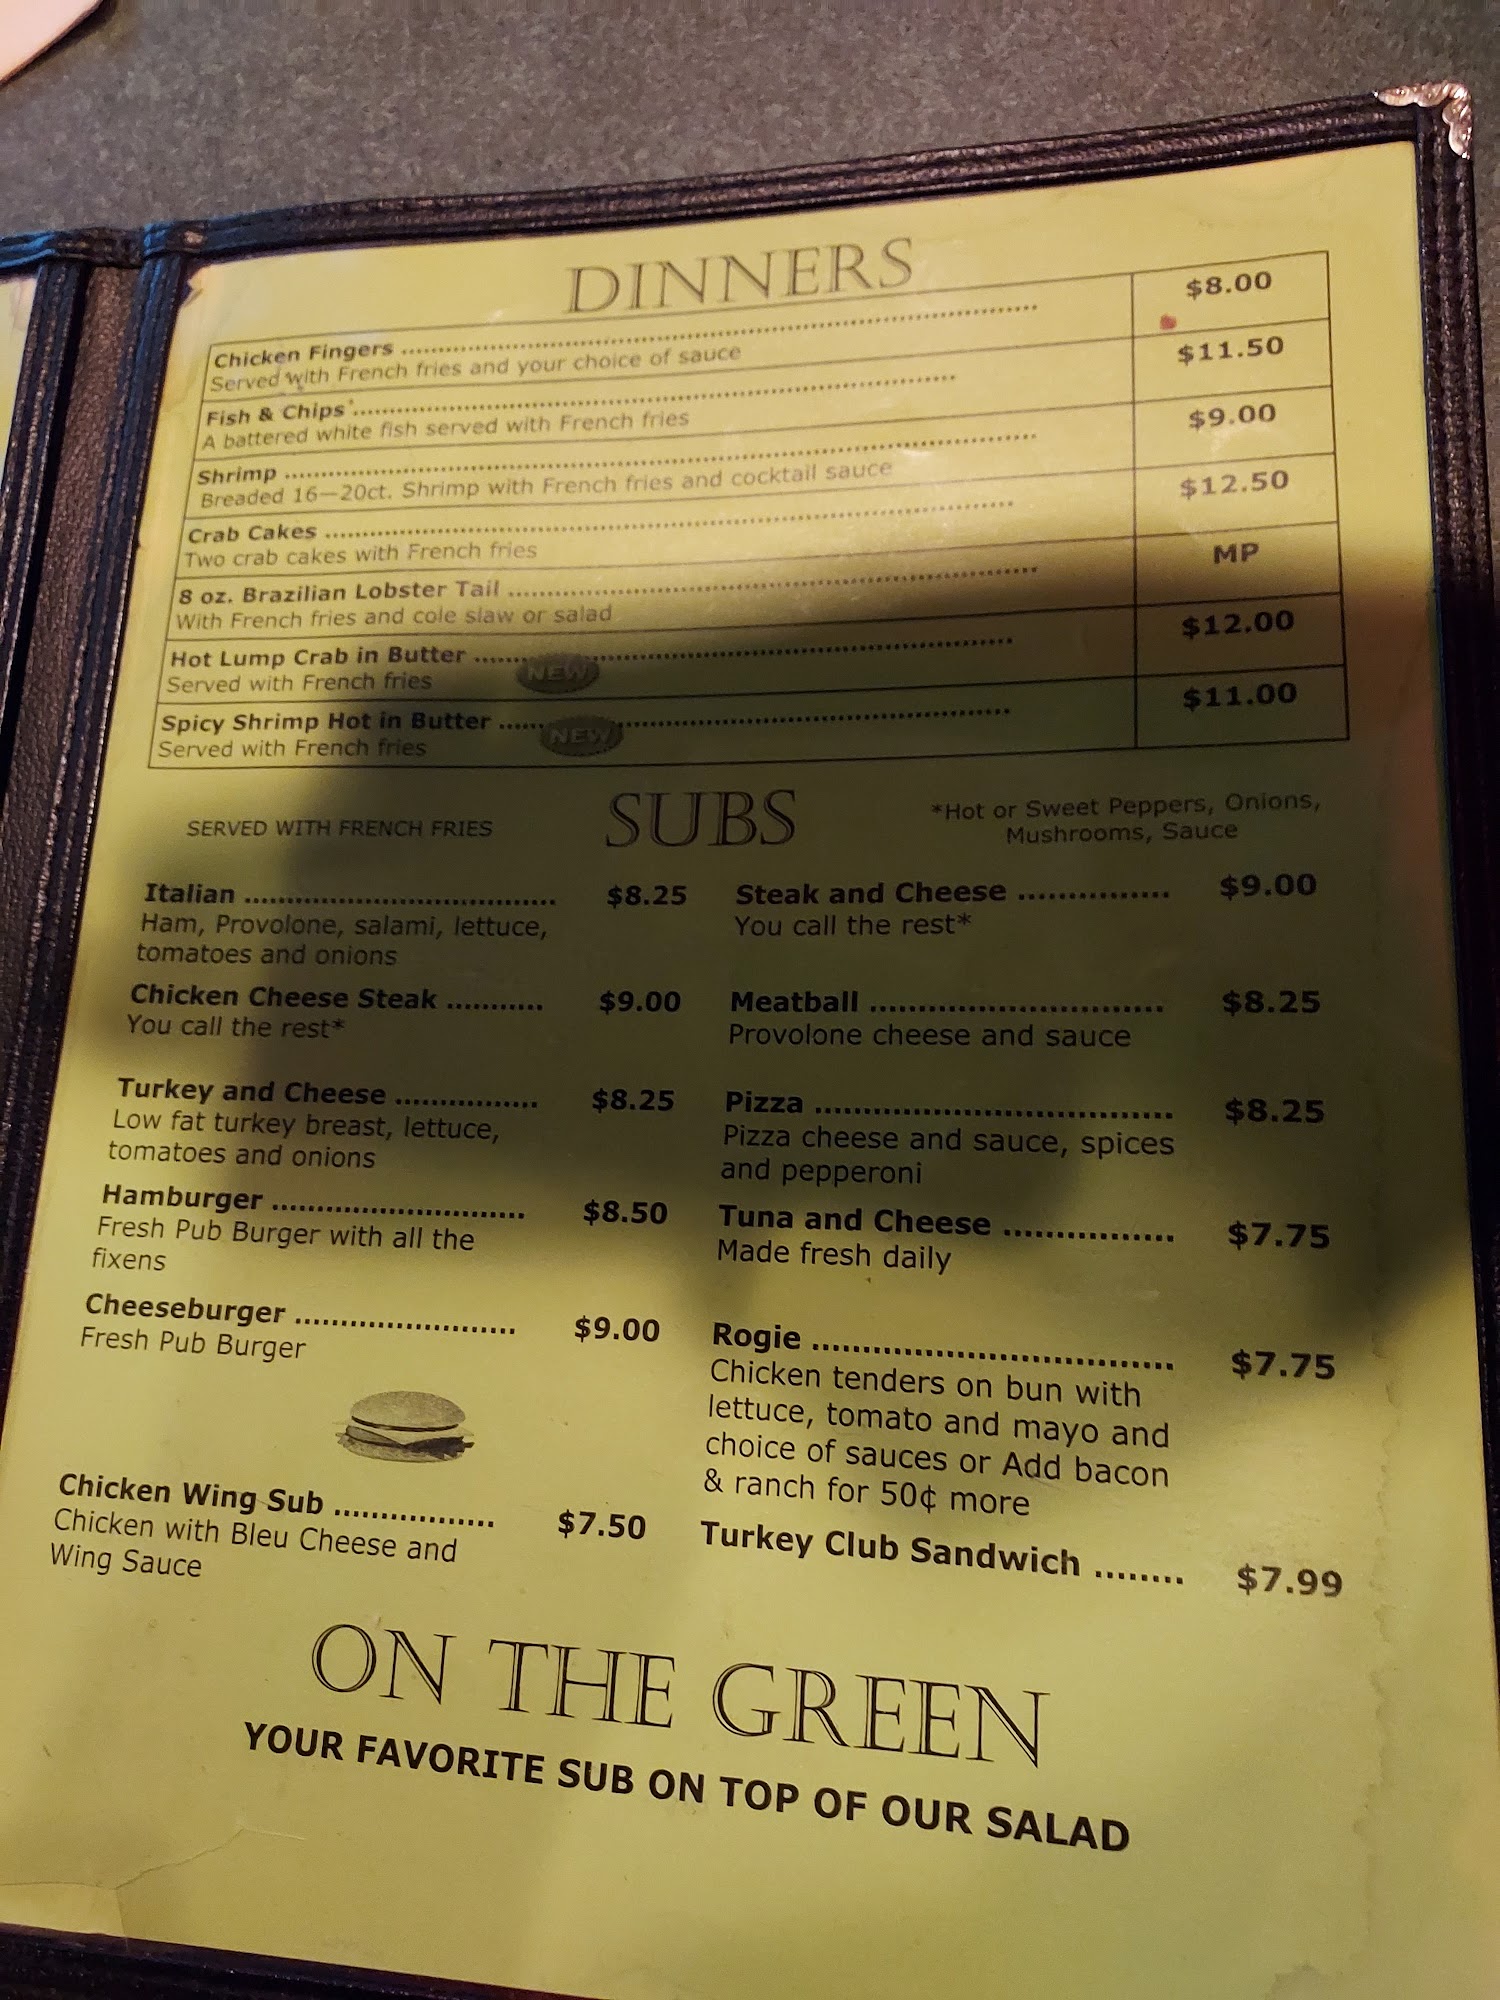 DINNERS
Chicken Fingers ........ $8.00
Served with French fries and your choice of sauce
Fish & Chips ........ $11.50
A battered white fish served with French fries
Shrimp ........ $9.00
Breaded 16—20ct. Shrimp with French fries and cocktail sauce
Crab Cakes ........ $12.50
Two crab cakes with French fries
8 oz. Brazilian Lobster Tail ........ MP
With French fries and cole slaw or salad
Hot Lump Crab in Butter ........ NEW $12.00
Served with French fries
Spicy Shrimp Hot in Butter ........ NEW $11.00
Served with French fries
SUBS
SERVED WITH FRENCH FRIES
*Hot or Sweet Peppers, Onions,
Mushrooms, Sauce
Italian ........ $8.25
Ham, Provolone, salami, lettuce,
tomatoes and onions
Chicken Cheese Steak ........ $9.00
You call the rest*
Turkey and Cheese ........ $8.25
Low fat turkey breast, lettuce,
tomatoes and onions
Hamburger ........ $8.50
Fresh Pub Burger with all the
fixens
Cheeseburger ........ $9.00
Fresh Pub Burger
Chicken Wing Sub ........ $7.50
Chicken with Bleu Cheese and
Wing Sauce
Steak and Cheese ........ $9.00
You call the rest*
Meatball ........ $8.25
Provolone cheese and sauce
Pizza ........ $8.25
Pizza cheese and sauce, spices
and pepperoni
Tuna and Cheese ........ $7.75
Made fresh daily
Rogie ........ $7.75
Chicken tenders on bun with
lettuce, tomato and mayo and
choice of sauces or Add bacon
& ranch for 50¢ more
Turkey Club Sandwich ........ $7.99
ON THE GREEN
YOUR FAVORITE SUB ON TOP OF OUR SALAD